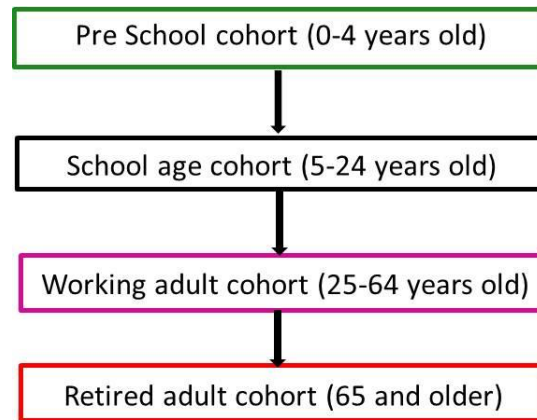 Pre School cohort (0-4 years old)
School age cohort (5-24 years old)
Working adult cohort (25-64 years old)
Retired adult cohort (65 and older)